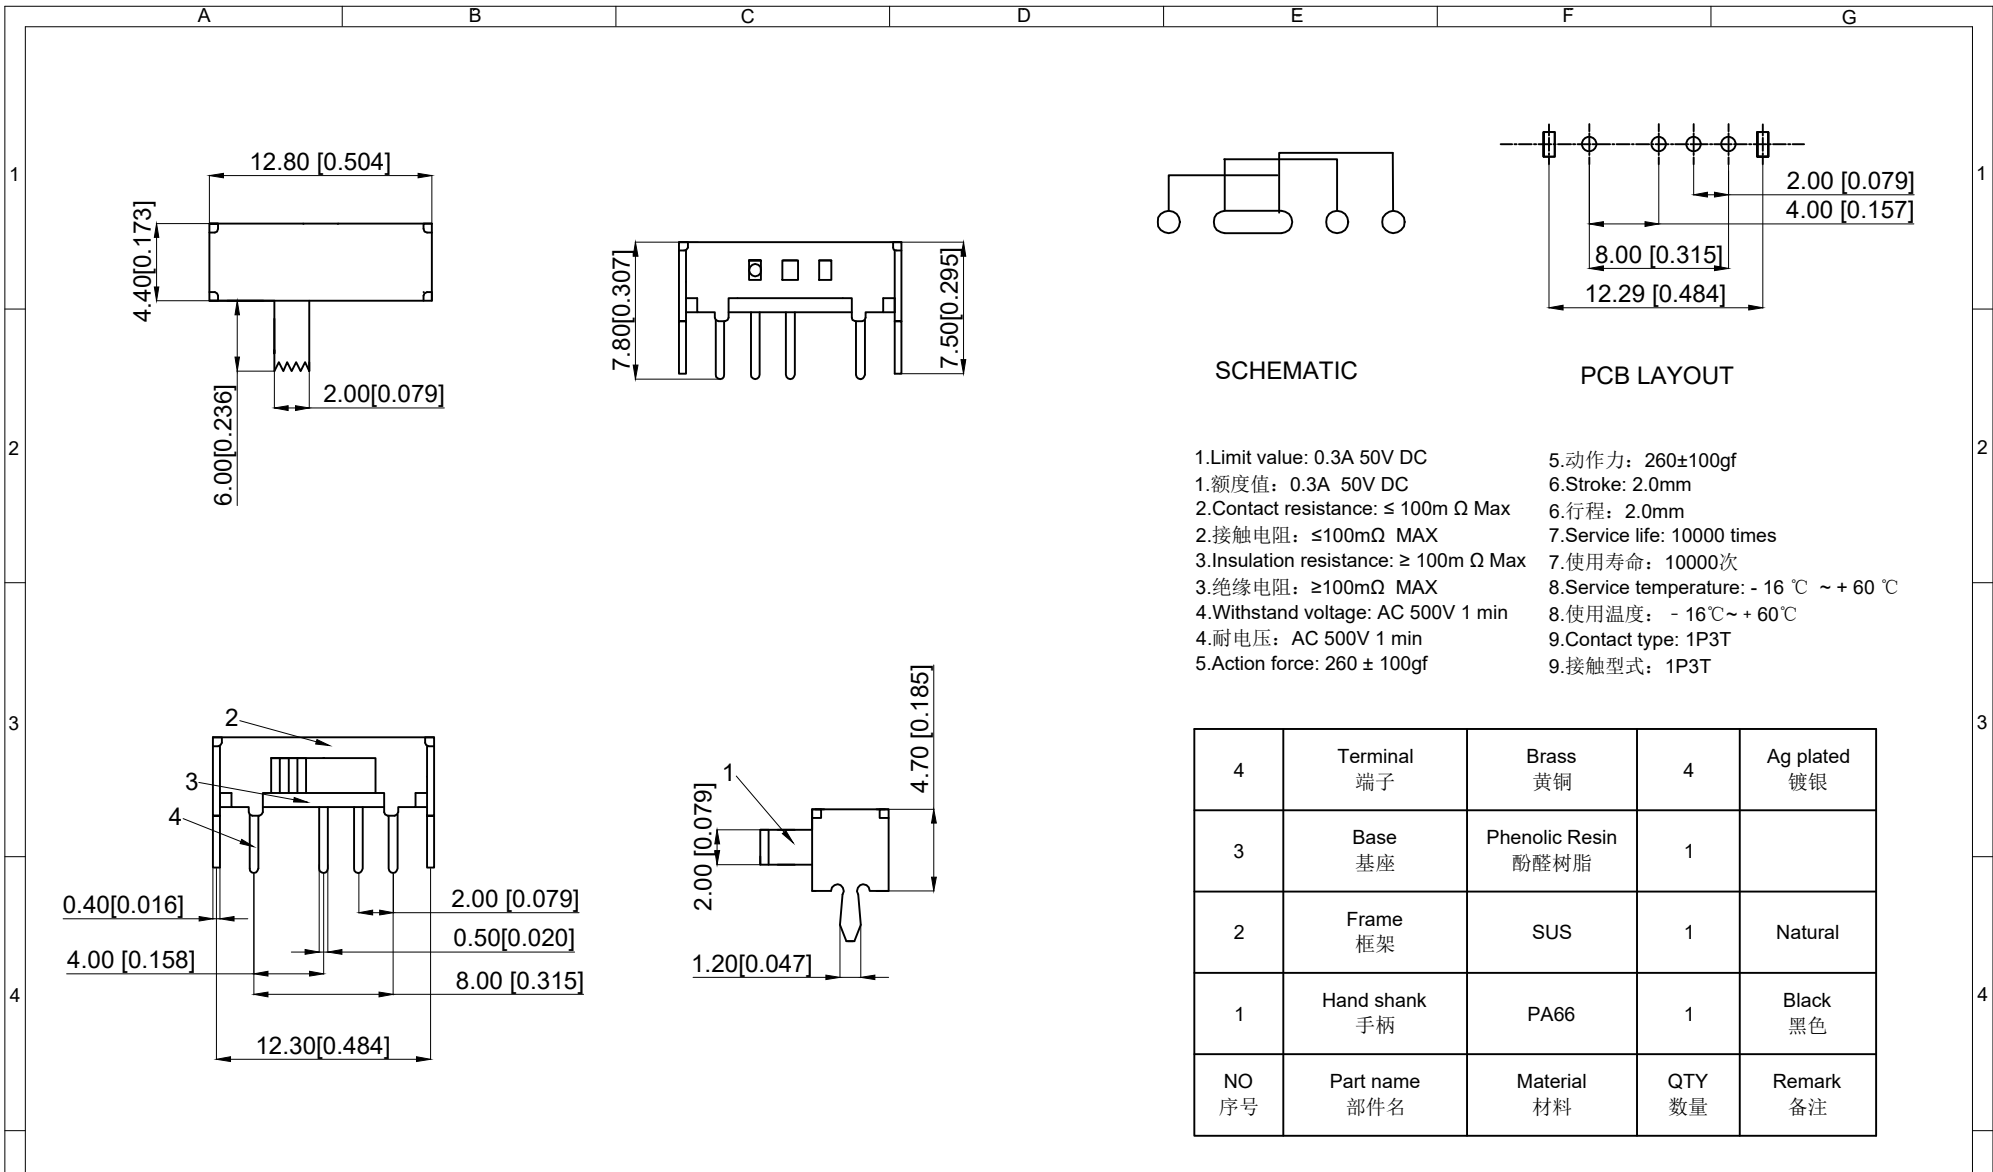 A B C D E F G
1 1
2 2
3 3
4 4
12.80 [0.504]
4.40[0.173]
6.00[0.236]
2.00[0.079]
7.80[0.307]
7.50[0.295]
2.00 [0.079]
4.00 [0.157]
8.00 [0.315]
12.29 [0.484]
SCHEMATIC
PCB LAYOUT
1.Limit value: 0.3A 50V DC
1.额度值：0.3A 50V DC
2.Contact resistance: ≤ 100m Ω Max
2.接触电阻：≤100mΩ MAX
3.Insulation resistance: ≥ 100m Ω Max
3.绝缘电阻：≥100mΩ MAX
4.Withstand voltage: AC 500V 1 min
4.耐电压：AC 500V 1 min
5.Action force: 260 ± 100gf
5.动作力：260±100gf
6.Stroke: 2.0mm
6.行程：2.0mm
7.Service life: 10000 times
7.使用寿命：10000次
8.Service temperature: - 16 ℃ ~ + 60 ℃
8.使用温度：－16℃~﹢60℃
9.Contact type: 1P3T
9.接触型式：1P3T
2
3
4
0.40[0.016]
4.00 [0.158]
2.00 [0.079]
0.50[0.020]
8.00 [0.315]
12.30[0.484]
1
4.70 [0.185]
2.00 [0.079]
1.20[0.047]
4 Terminal Brass 4 Ag plated
端子 黄铜 镀银
3 Base Phenolic Resin 1
基座 酚醛树脂
2 Frame SUS 1 Natural
框架
1 Hand shank PA66 1 Black
手柄 黑色
NO Part name Material QTY Remark
序号 部件名 材料 数量 备注